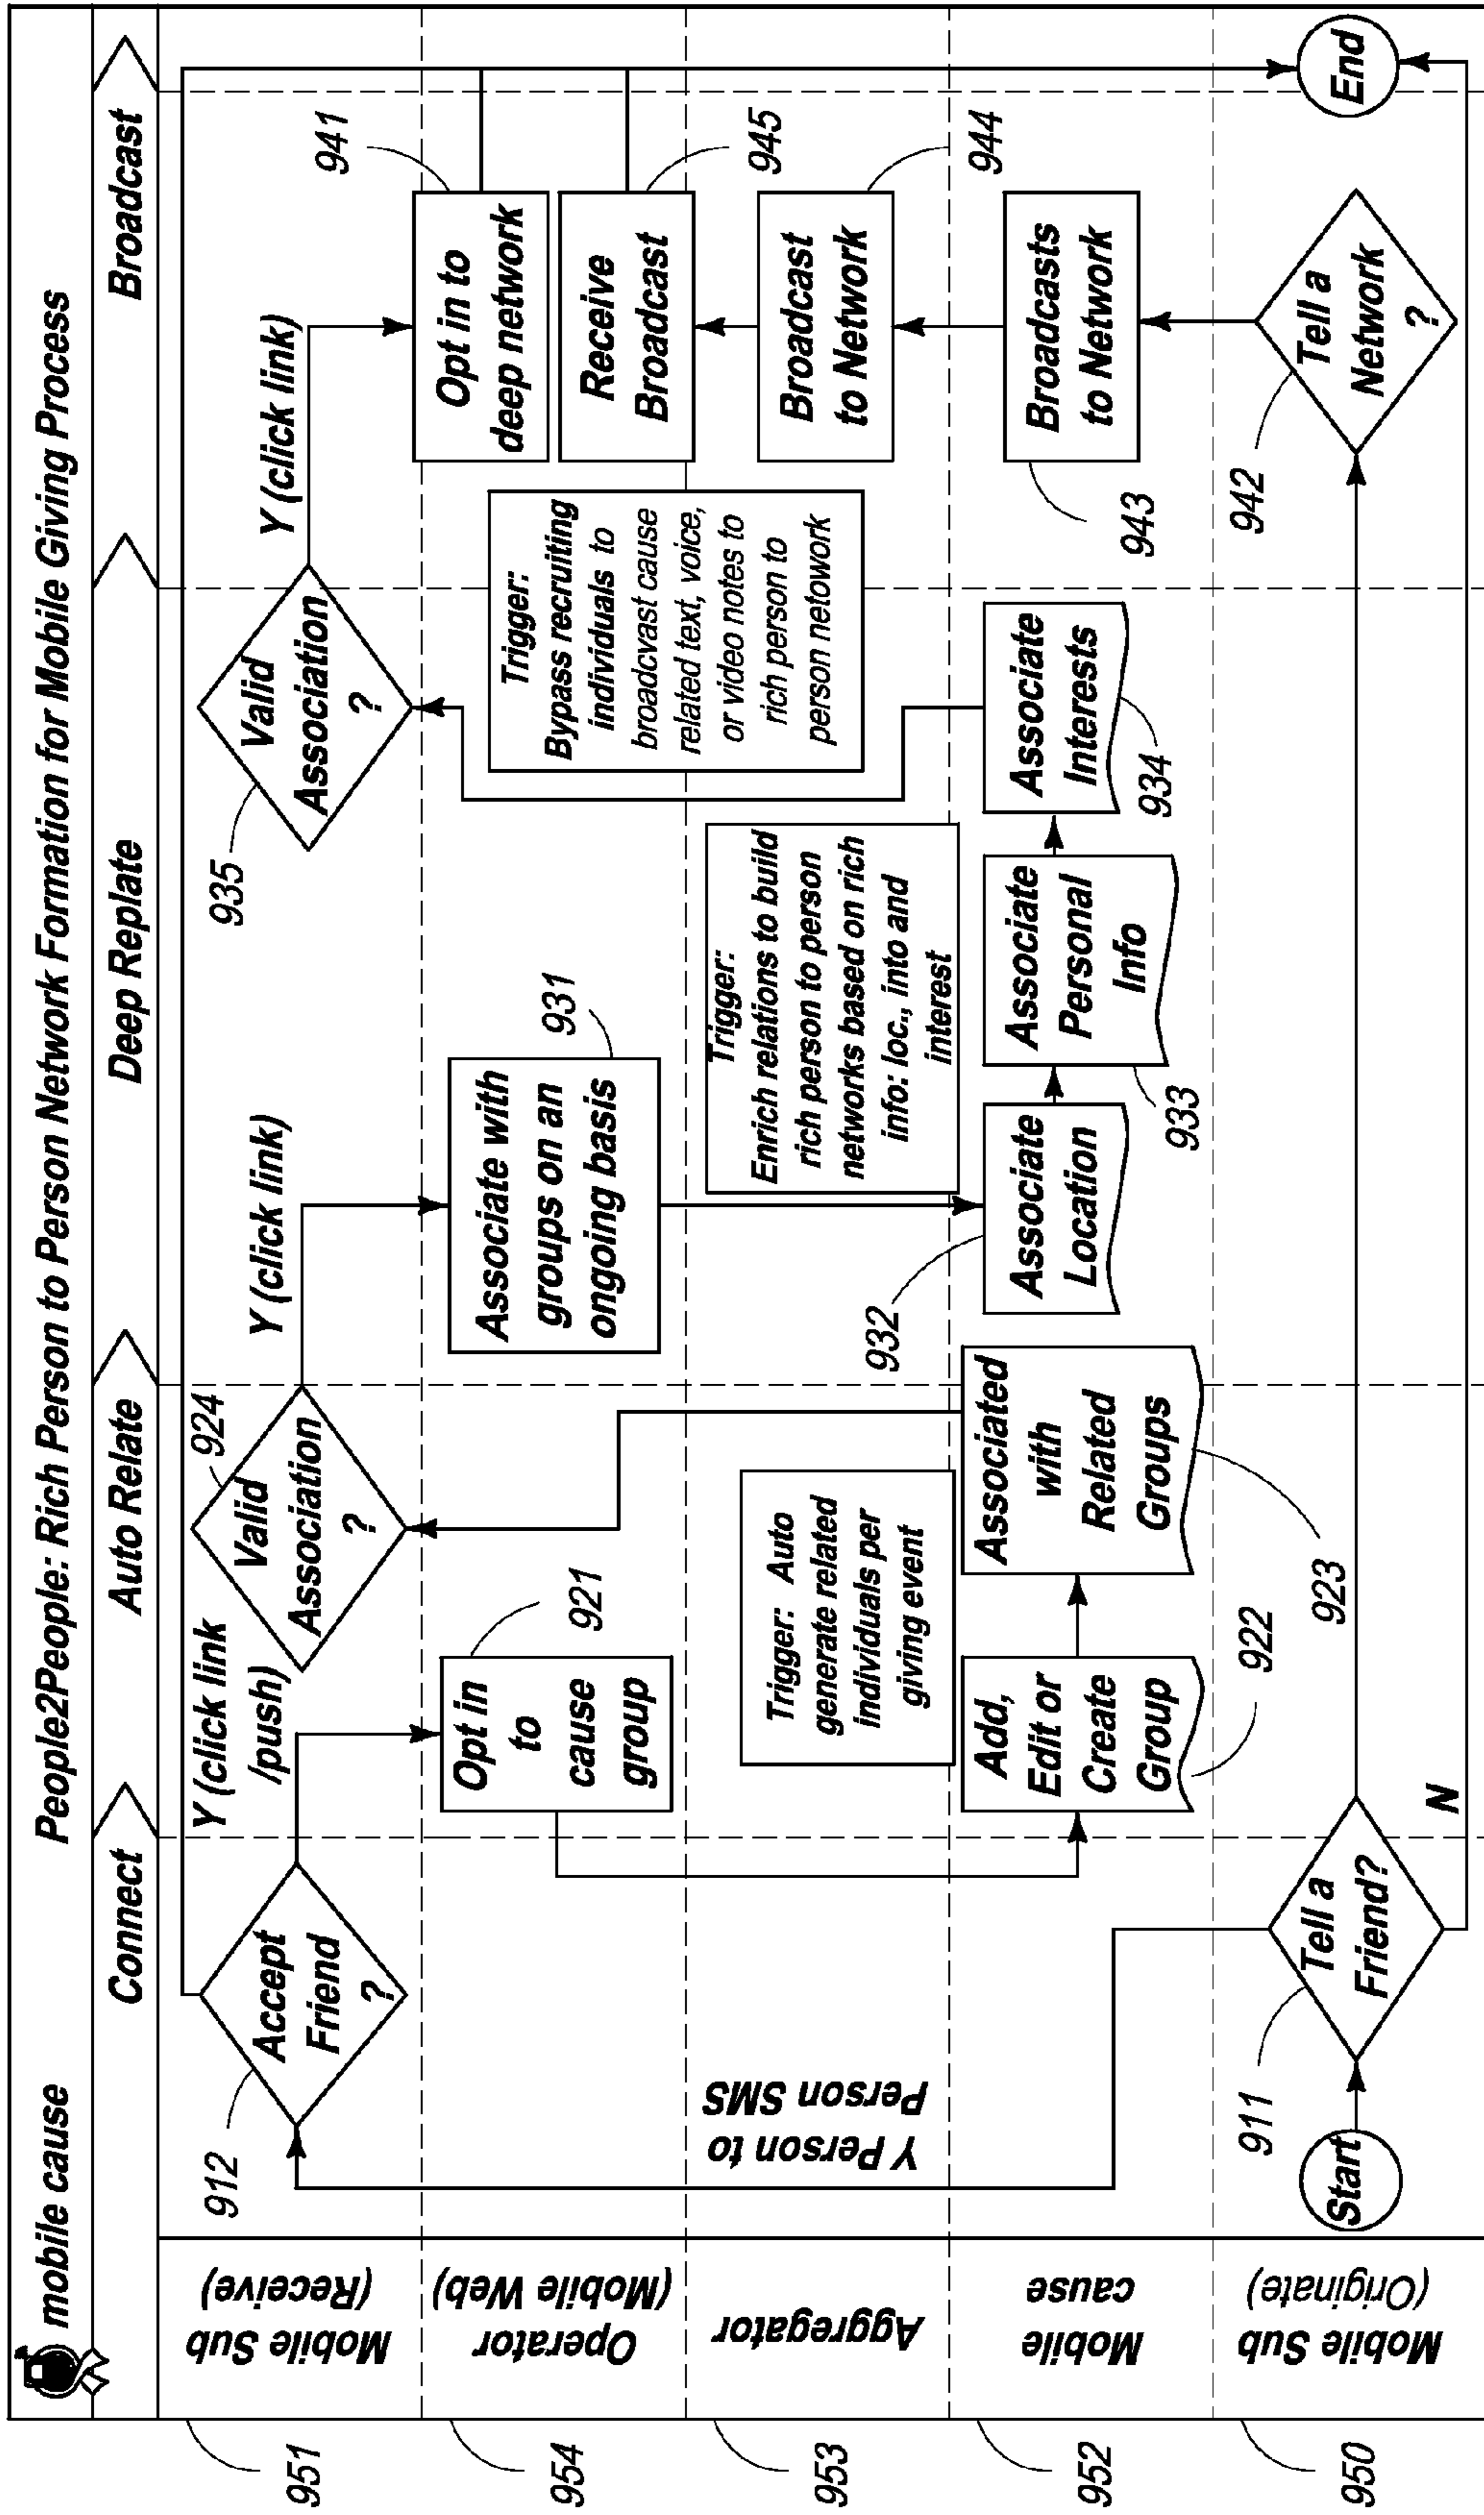 mobile cause
People2People: Rich Person to Person Network Formation for Mobile Giving Process
Connect
Auto Relate
Deep Replate
Broadcast
951
Mobile Sub
(Receive)
912
Accept
Friend
?
Y (click link
/push)
924
Valid
Association
?
Y (click link)
935
Valid
Association
?
Y (click link)
954
Operator
(Mobile Web)
Opt in
to
cause
group
921
Associate with
groups on an
ongoing basis
931
Trigger:
Bypass recruiting
individuals to
broadcvast cause
related text, voice,
or video notes to
rich person to
person netowork
Opt in to
deep network
941
Receive
Broadcast
945
953
Aggregator
Y Person to
Person SMS
Trigger: Auto
generate related
individuals per
giving event
Trigger:
Enrich relations to build
rich person to person
networks based on rich
info: loc., into and
interest
Broadcast
to Network
944
952
Mobile
cause
Add,
Edit or
Create
Group
922
Associated
with
Related
Groups
923
932
Associate
Location
Associate
Personal
Info
933
Associate
Interests
934
Broadcasts
to Network
943
950
Mobile Sub
(Originate)
Start
911
Tell a
Friend?
N
942
Tell a
Network
?
End